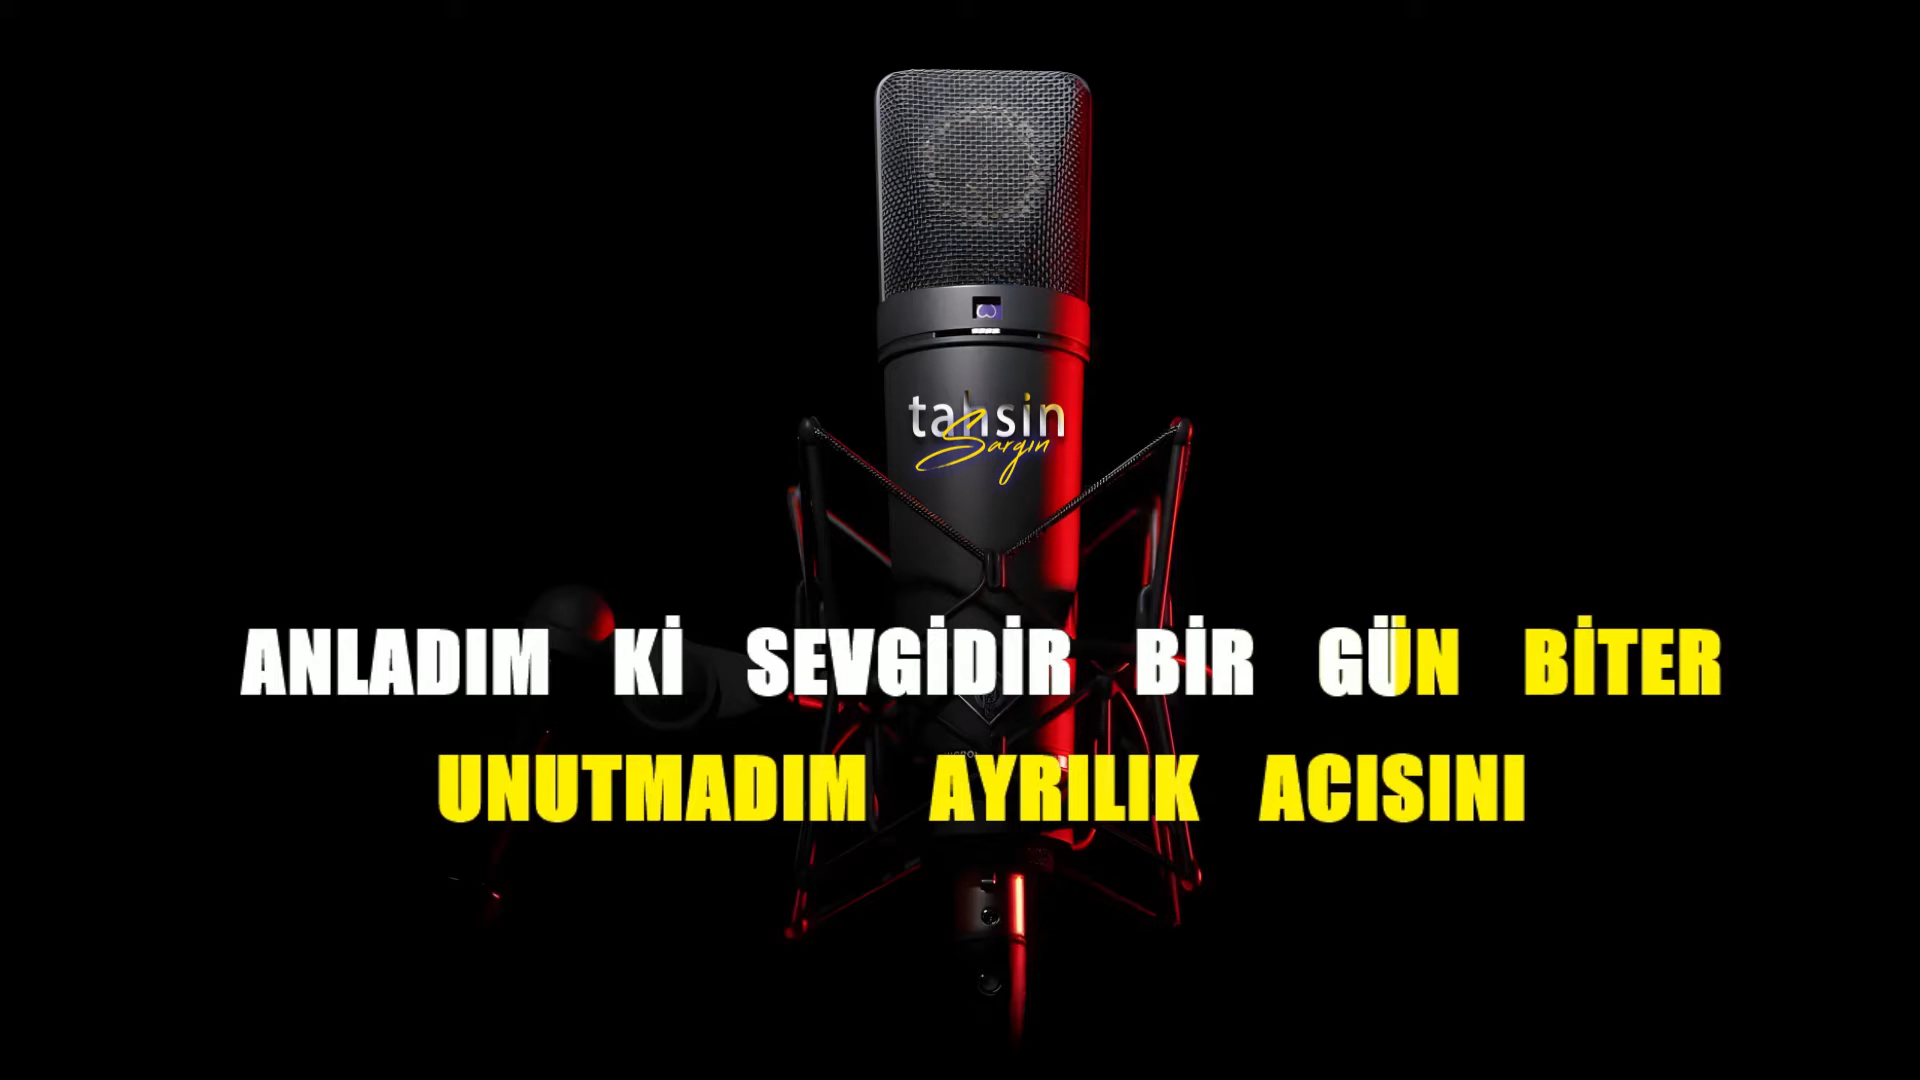 tahsin
Sargın
ANLADIM Kİ SEVGİDİR BİR GÜN BİTER
UNUTMADIM AYRILIK ACISINI